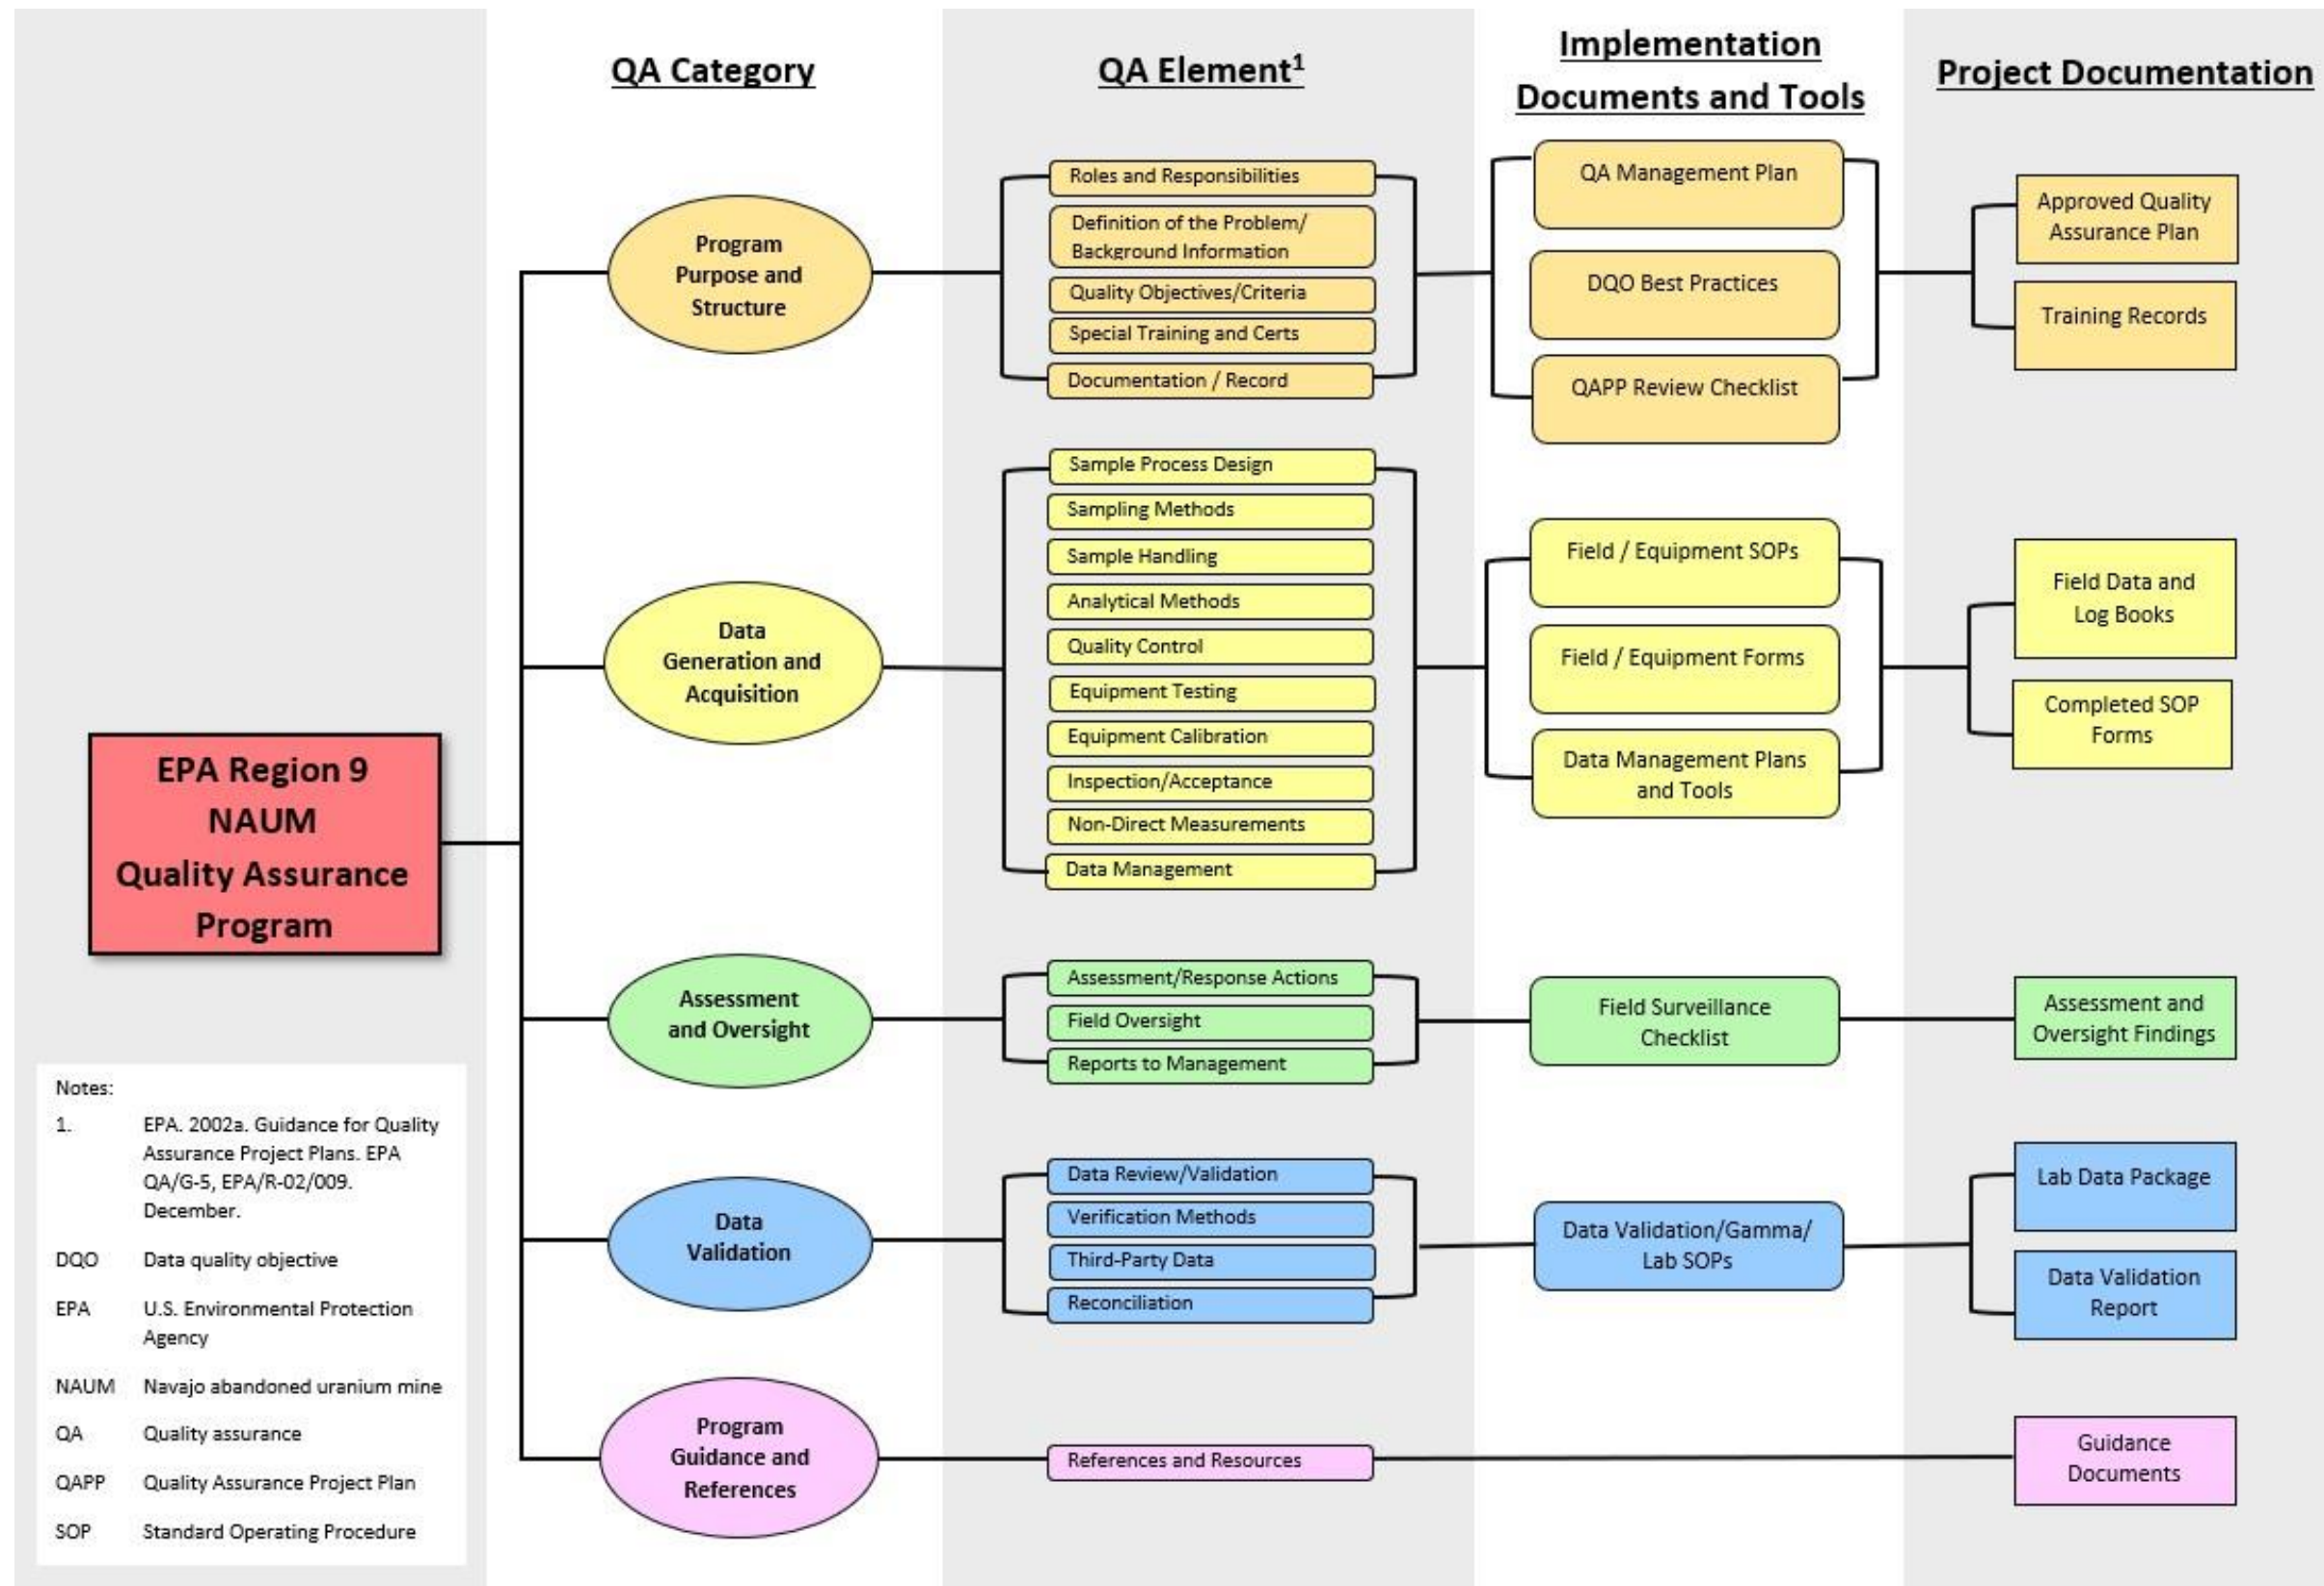 QA Category
QA Element1
Implementation
Documents and Tools
Project Documentation
EPA Region 9
NAUM
Quality Assurance
Program
Program
Purpose and
Structure
Roles and Responsibilities
Definition of the Problem/
Background Information
Quality Objectives/Criteria
Special Training and Certs
Documentation / Record
QA Management Plan
DQO Best Practices
QAPP Review Checklist
Approved Quality
Assurance Plan
Training Records
Data
Generation and
Acquisition
Sample Process Design
Sampling Methods
Sample Handling
Analytical Methods
Quality Control
Equipment Testing
Equipment Calibration
Inspection/Acceptance
Non-Direct Measurements
Data Management
Field / Equipment SOPs
Field / Equipment Forms
Data Management Plans
and Tools
Field Data and
Log Books
Completed SOP
Forms
Assessment
and Oversight
Assessment/Response Actions
Field Oversight
Reports to Management
Field Surveillance
Checklist
Assessment and
Oversight Findings
Data
Validation
Data Review/Validation
Verification Methods
Third-Party Data
Reconciliation
Data Validation/Gamma/
Lab SOPs
Lab Data Package
Data Validation
Report
Program
Guidance and
References
References and Resources
Guidance
Documents
Notes:
1. EPA. 2002a. Guidance for Quality
Assurance Project Plans. EPA
QA/G-5, EPA/R-02/009.
December.
DQO Data quality objective
EPA U.S. Environmental Protection
Agency
NAUM Navajo abandoned uranium mine
QA Quality assurance
QAPP Quality Assurance Project Plan
SOP Standard Operating Procedure